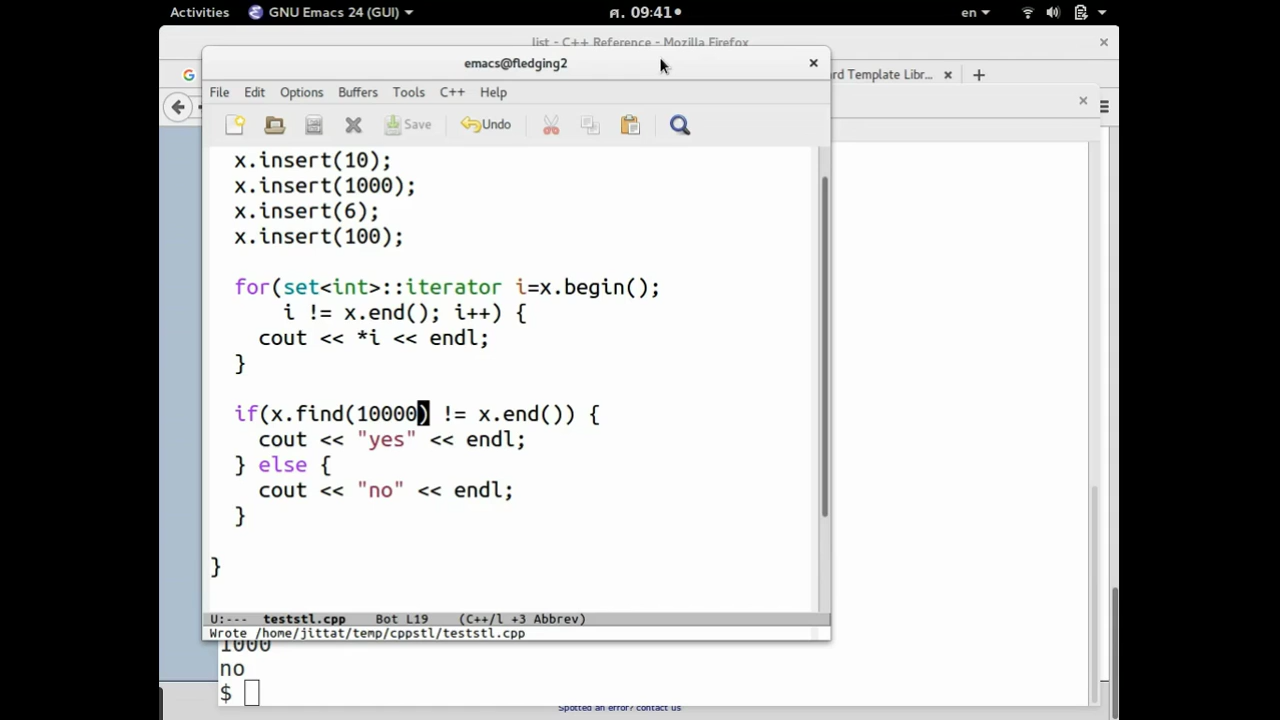 Activities GNU Emacs 24 (GUI) ศ. 09:41 en
list - C++ Reference - Mozilla Firefox
emacs@fledging2
ard Template Libr...
File Edit Options Buffers Tools C++ Help
Save Undo
x.insert(10);
x.insert(1000);
x.insert(6);
x.insert(100);
for(set<int>::iterator i=x.begin();
i != x.end(); i++) {
cout << *i << endl;
}
if(x.find(10000) != x.end()) {
cout << "yes" << endl;
} else {
cout << "no" << endl;
}
}
U:--- teststl.cpp Bot L19 (C++/l +3 Abbrev)
Wrote /home/jittat/temp/cppstl/teststl.cpp
1000
no
$
Spotted an error? contact us